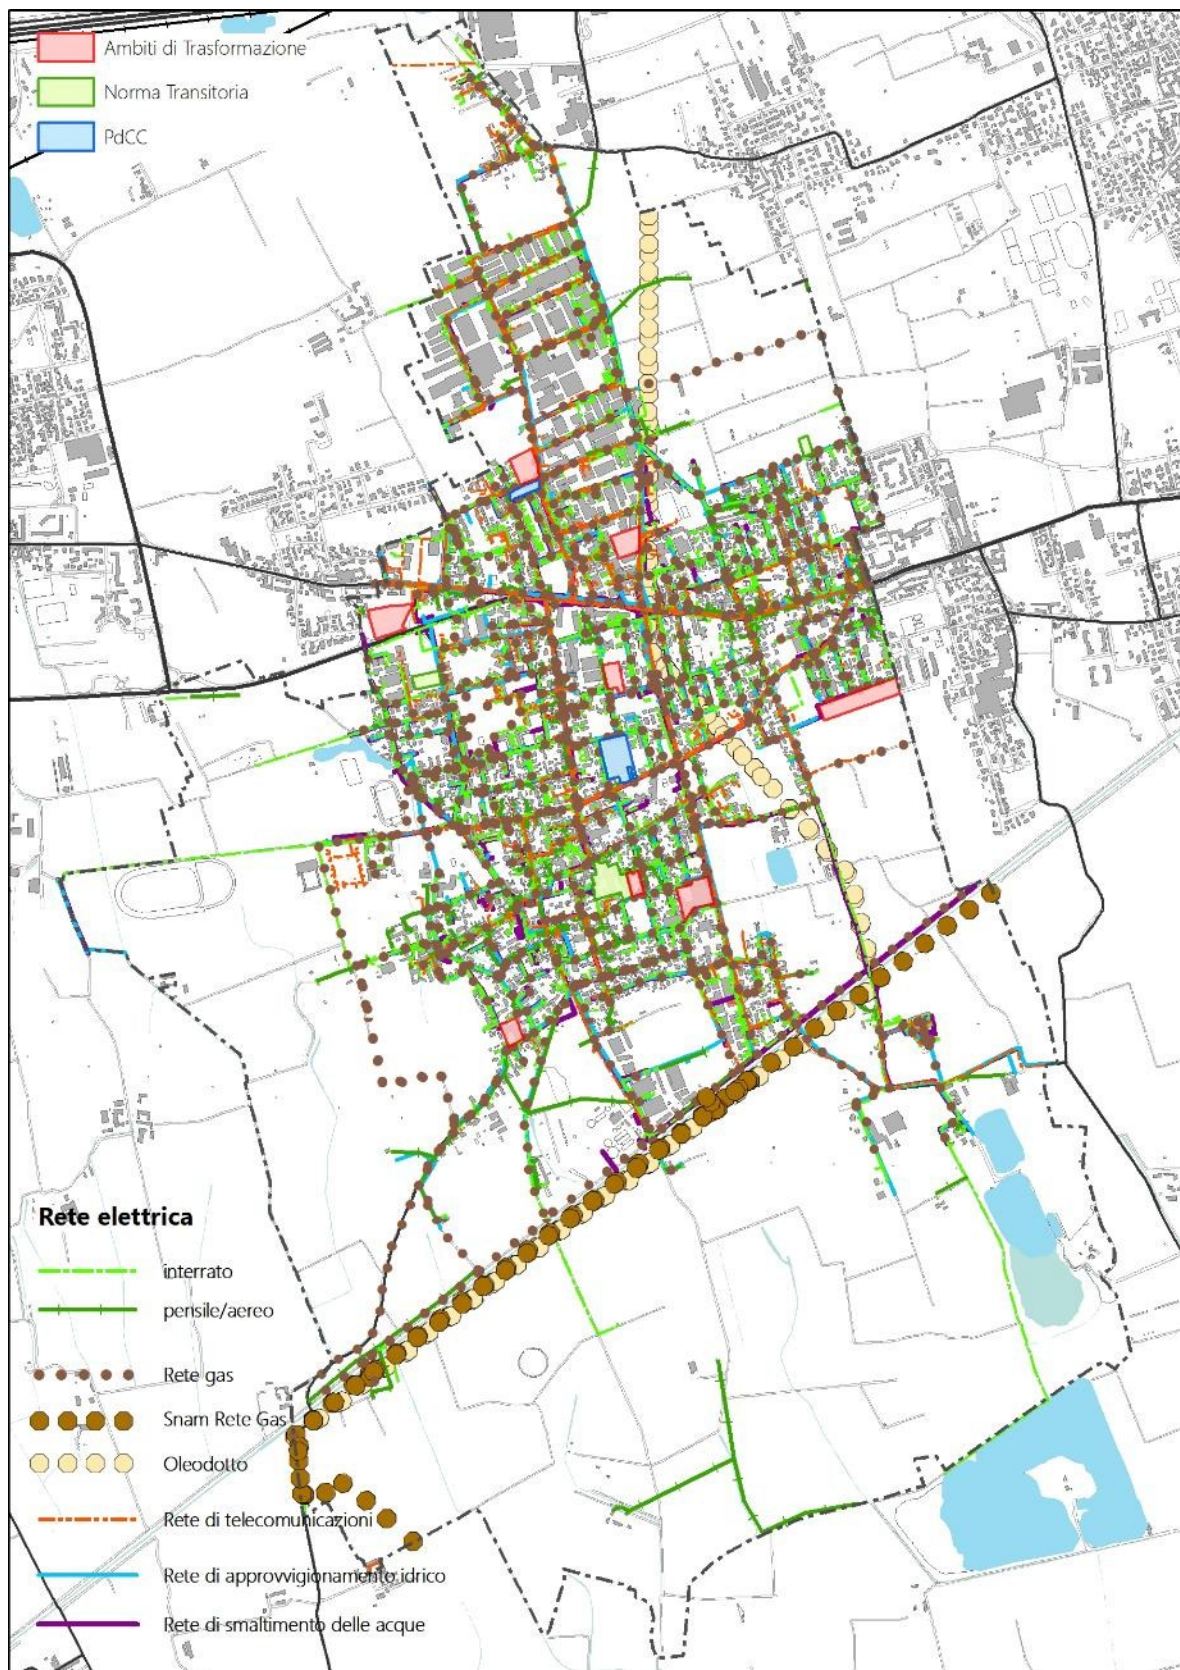 Ambiti di Trasformazione
Norma Transitoria
PdCC
Rete elettrica
interrato
pensile/aereo
Rete gas
Snam Rete Gas
Oleodotto
Rete di telecomunicazioni
Rete di approvvigionamento idrico
Rete di smaltimento delle acque